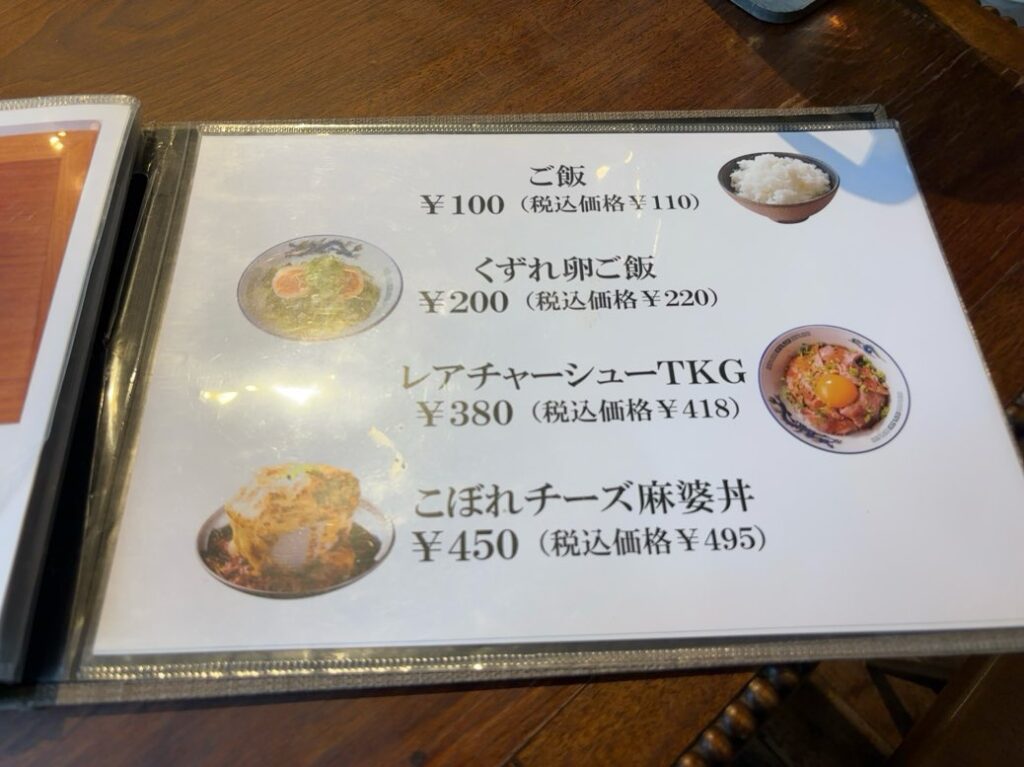 ご飯
￥100（税込価格￥110）
くずれ卵ご飯
￥200（税込価格￥220）
レアチャーシューTKG
￥380（税込価格￥418）
こぼれチーズ麻婆丼
￥450（税込価格￥495）